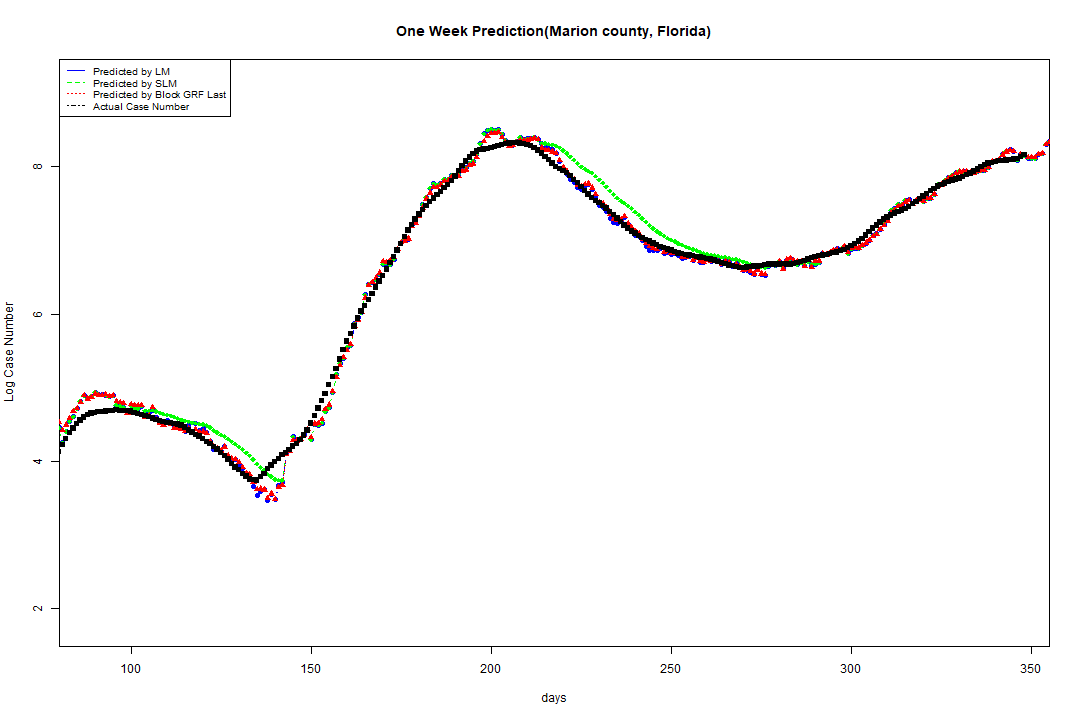 One Week Prediction(Marion county, Florida)
Predicted by LM
Predicted by SLM
Predicted by Block GRF Last
Actual Case Number
Log Case Number
8
6
4
2
100 150 200 250 300 350
days